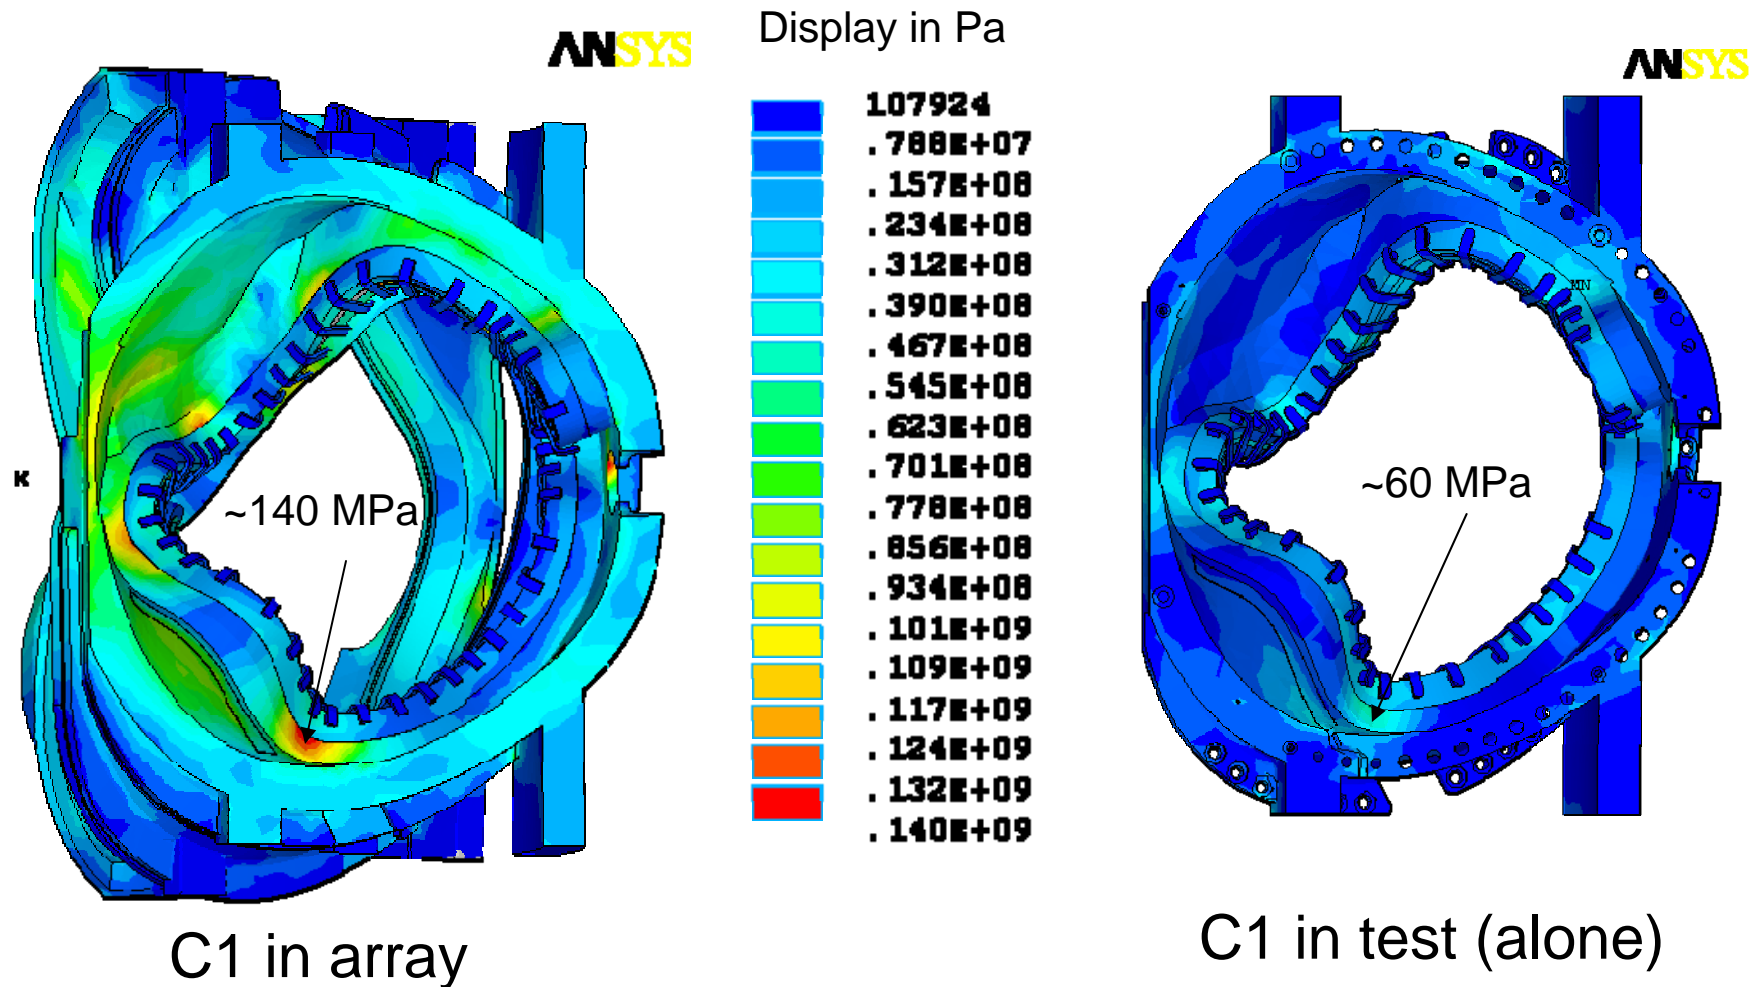 Display in Pa
ANSYS
ANSYS
107924
.788E+07
.157E+08
.234E+08
.312E+08
.390E+08
.467E+08
.545E+08
.623E+08
.701E+08
.778E+08
.856E+08
.934E+08
.101E+09
.109E+09
.117E+09
.124E+09
.132E+09
.140E+09
MN
K
~140 MPa
~60 MPa
C1 in array
C1 in test (alone)